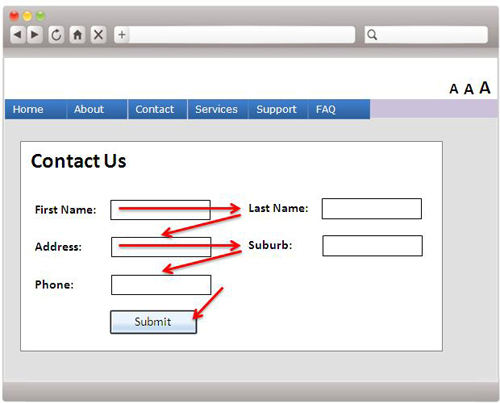 A A A
Home About Contact Services Support FAQ
Contact Us
First Name: Last Name:
Address: Suburb:
Phone:
Submit